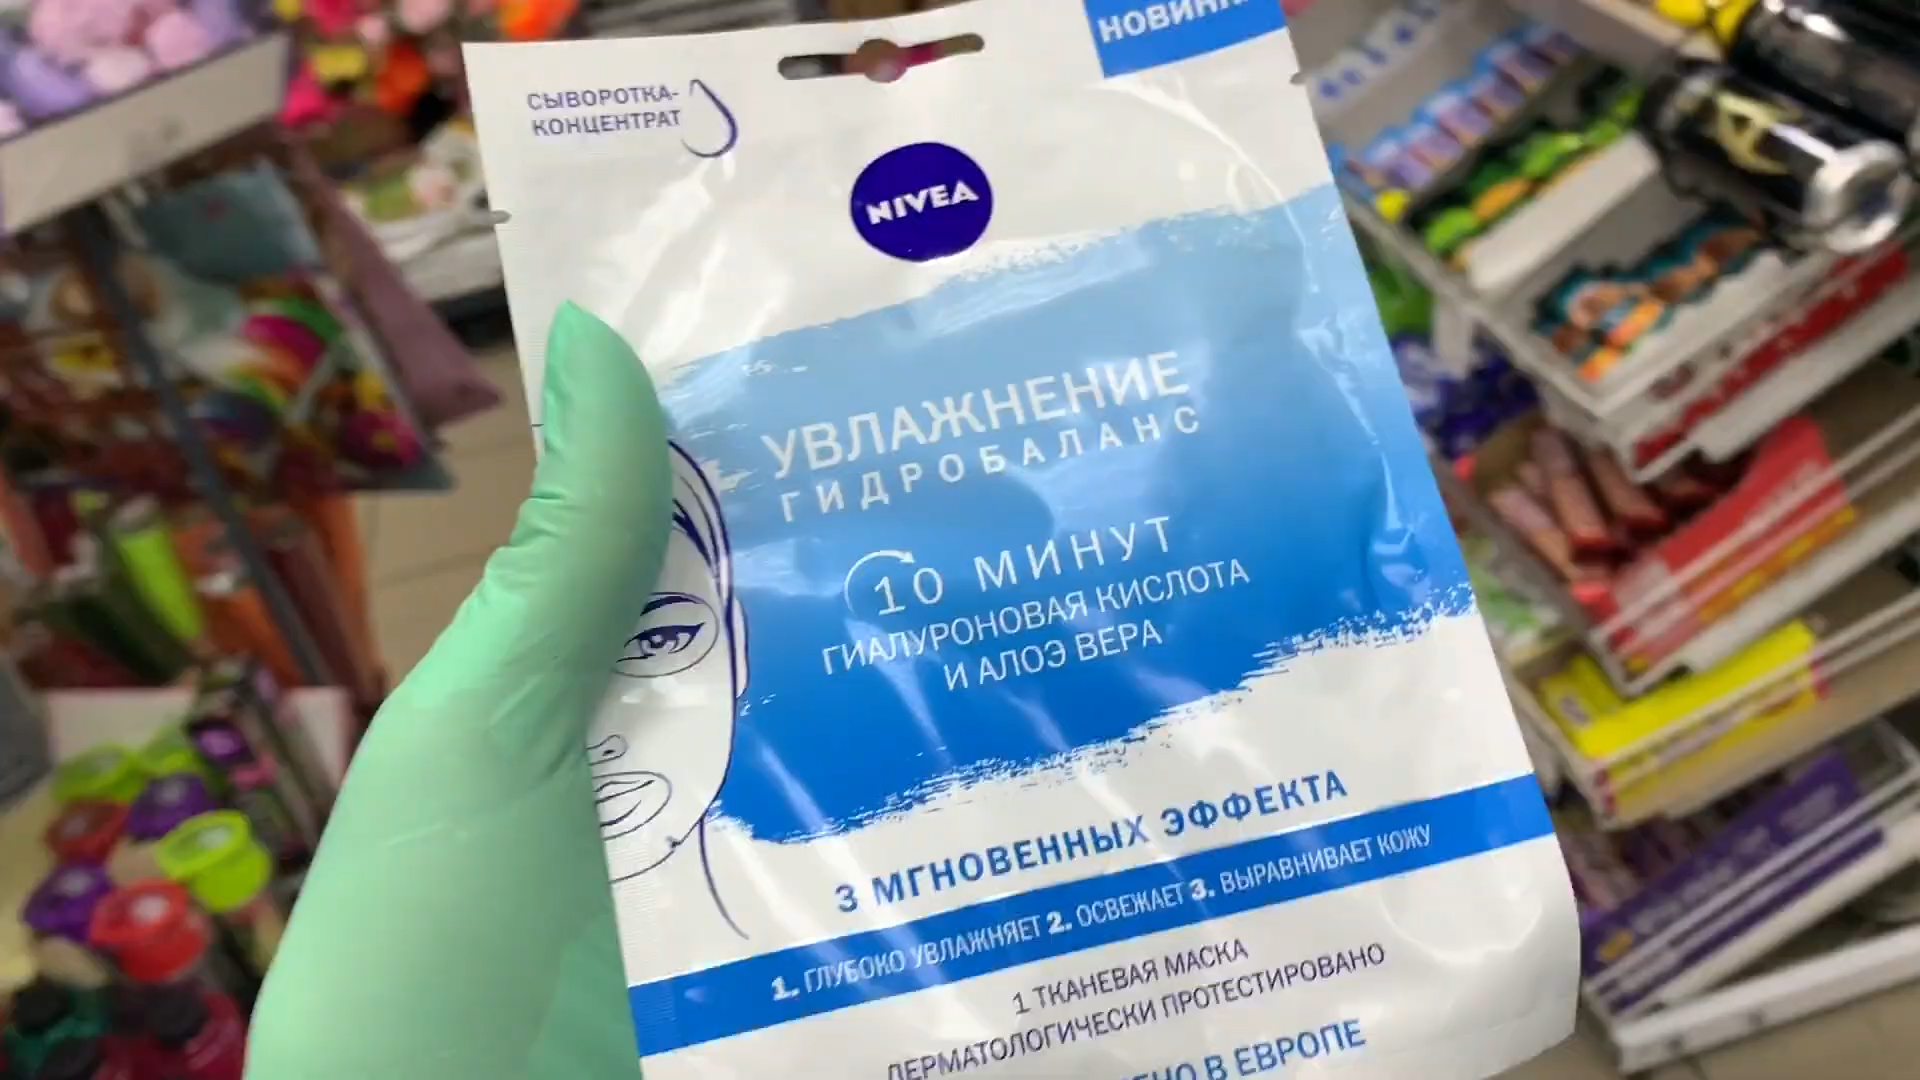 СЫВОРОТКА-
КОНЦЕНТРАТ
NIVEA
УВЛАЖНЕНИЕ
ГИДРОБАЛАНС
10 МИНУТ
ГИАЛУРОНОВАЯ КИСЛОТА
И АЛОЭ ВЕРА
3 МГНОВЕННЫХ ЭФФЕКТА
1. ГЛУБОКО УВЛАЖНЯЕТ 2. ОСВЕЖАЕТ 3. ВЫРАВНИВАЕТ КОЖУ
1 ТКАНЕВАЯ МАСКА
ДЕРМАТОЛОГИЧЕСКИ ПРОТЕСТИРОВАНО
В ЕВРОПЕ